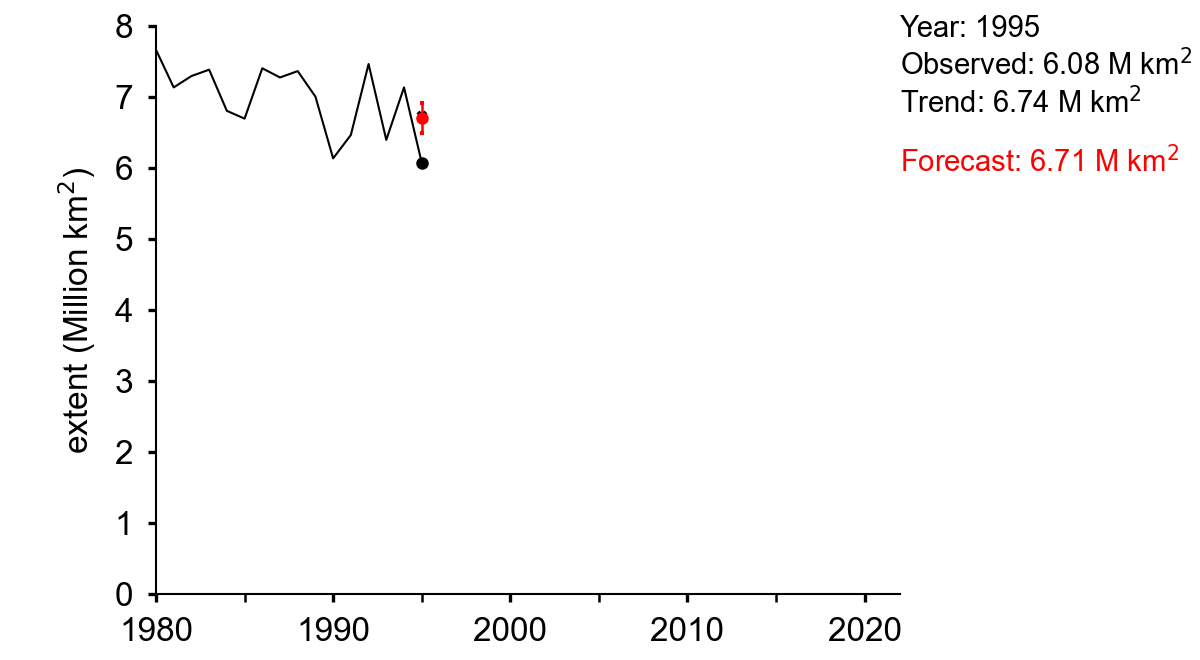 Year: 1995
Observed: 6.08 M km²
Trend: 6.74 M km²
Forecast: 6.71 M km²
extent (Million km²)
8
7
6
5
4
3
2
1
0
1980 1990 2000 2010 2020